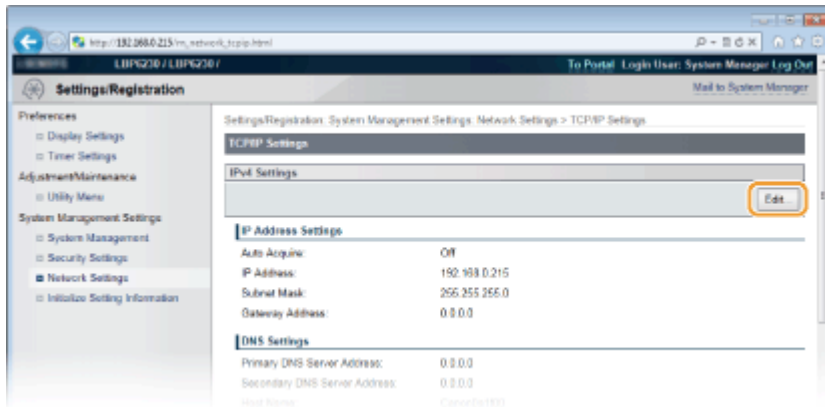 http://192.168.0.215/m_network_tcpip.html
LBP6230 / LBP6230 /
To Portal Login User: System Manager Log Out
Settings/Registration
Mail to System Manager
Preferences
Display Settings
Timer Settings
Adjustment/Maintenance
Utility Menu
System Management Settings
System Management
Security Settings
Network Settings
Initialize Setting Information
Settings/Registration: System Management Settings: Network Settings > TCP/IP Settings
TCP/IP Settings
IPv4 Settings
Edit...
IP Address Settings
Auto Acquire: Off
IP Address: 192.168.0.215
Subnet Mask: 255.255.255.0
Gateway Address: 0.0.0.0
DNS Settings
Primary DNS Server Address: 0.0.0.0
Secondary DNS Server Address: 0.0.0.0
Host Name: